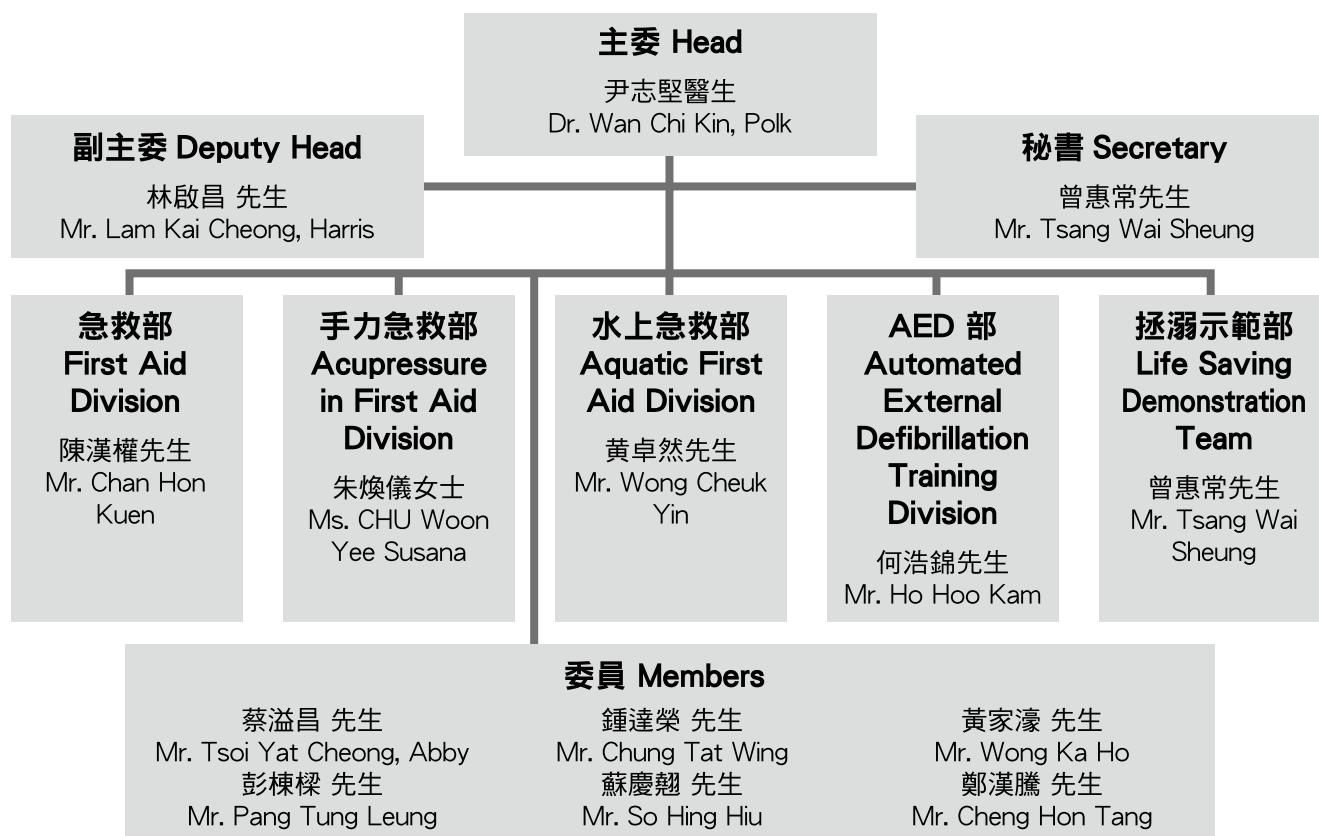 主委 Head
尹志堅醫生
Dr. Wan Chi Kin, Polk
副主委 Deputy Head
林啟昌 先生
Mr. Lam Kai Cheong, Harris
秘書 Secretary
曾惠常先生
Mr. Tsang Wai Sheung
急救部
First Aid
Division
陳漢權先生
Mr. Chan Hon
Kuen
手力急救部
Acupressure
in First Aid
Division
朱煥儀女士
Ms. CHU Woon
Yee Susana
水上急救部
Aquatic First
Aid Division
黄卓然先生
Mr. Wong Cheuk
Yin
AED 部
Automated
External
Defibrillation
Training
Division
何浩錦先生
Mr. Ho Hoo Kam
拯溺示範部
Life Saving
Demonstration
Team
曾惠常先生
Mr. Tsang Wai
Sheung
委員 Members
蔡溢昌 先生
Mr. Tsoi Yat Cheong, Abby
彭棟樑 先生
Mr. Pang Tung Leung
鍾達榮 先生
Mr. Chung Tat Wing
蘇慶翹 先生
Mr. So Hing Hiu
黃家濠 先生
Mr. Wong Ka Ho
鄭漢騰 先生
Mr. Cheng Hon Tang